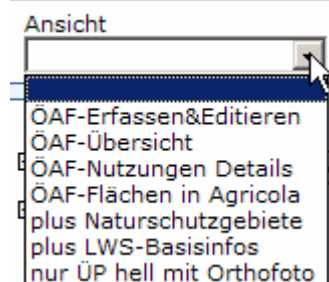 Ansicht
ÖAF-Erfassen&Editieren
ÖAF-Übersicht
ÖAF-Nutzungen Details
ÖAF-Flächen in Agricola
plus Naturschutzgebiete
plus LWS-Basisinfos
nur ÜP hell mit Orthofoto